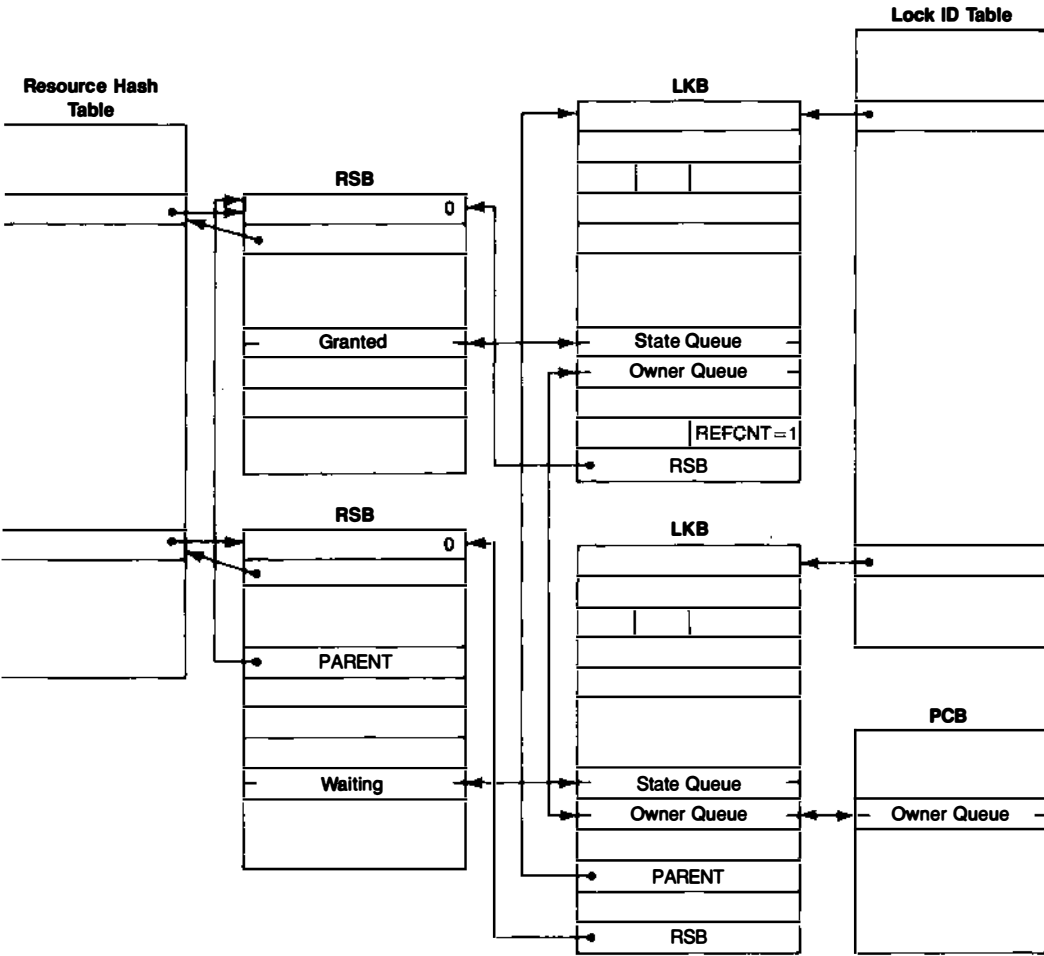 Lock ID Table
Resource Hash
Table
LKB
RSB
0
Granted
State Queue
Owner Queue
REFCNT=1
RSB
RSB
0
LKB
PARENT
PCB
Waiting
State Queue
Owner Queue
Owner Queue
PARENT
RSB